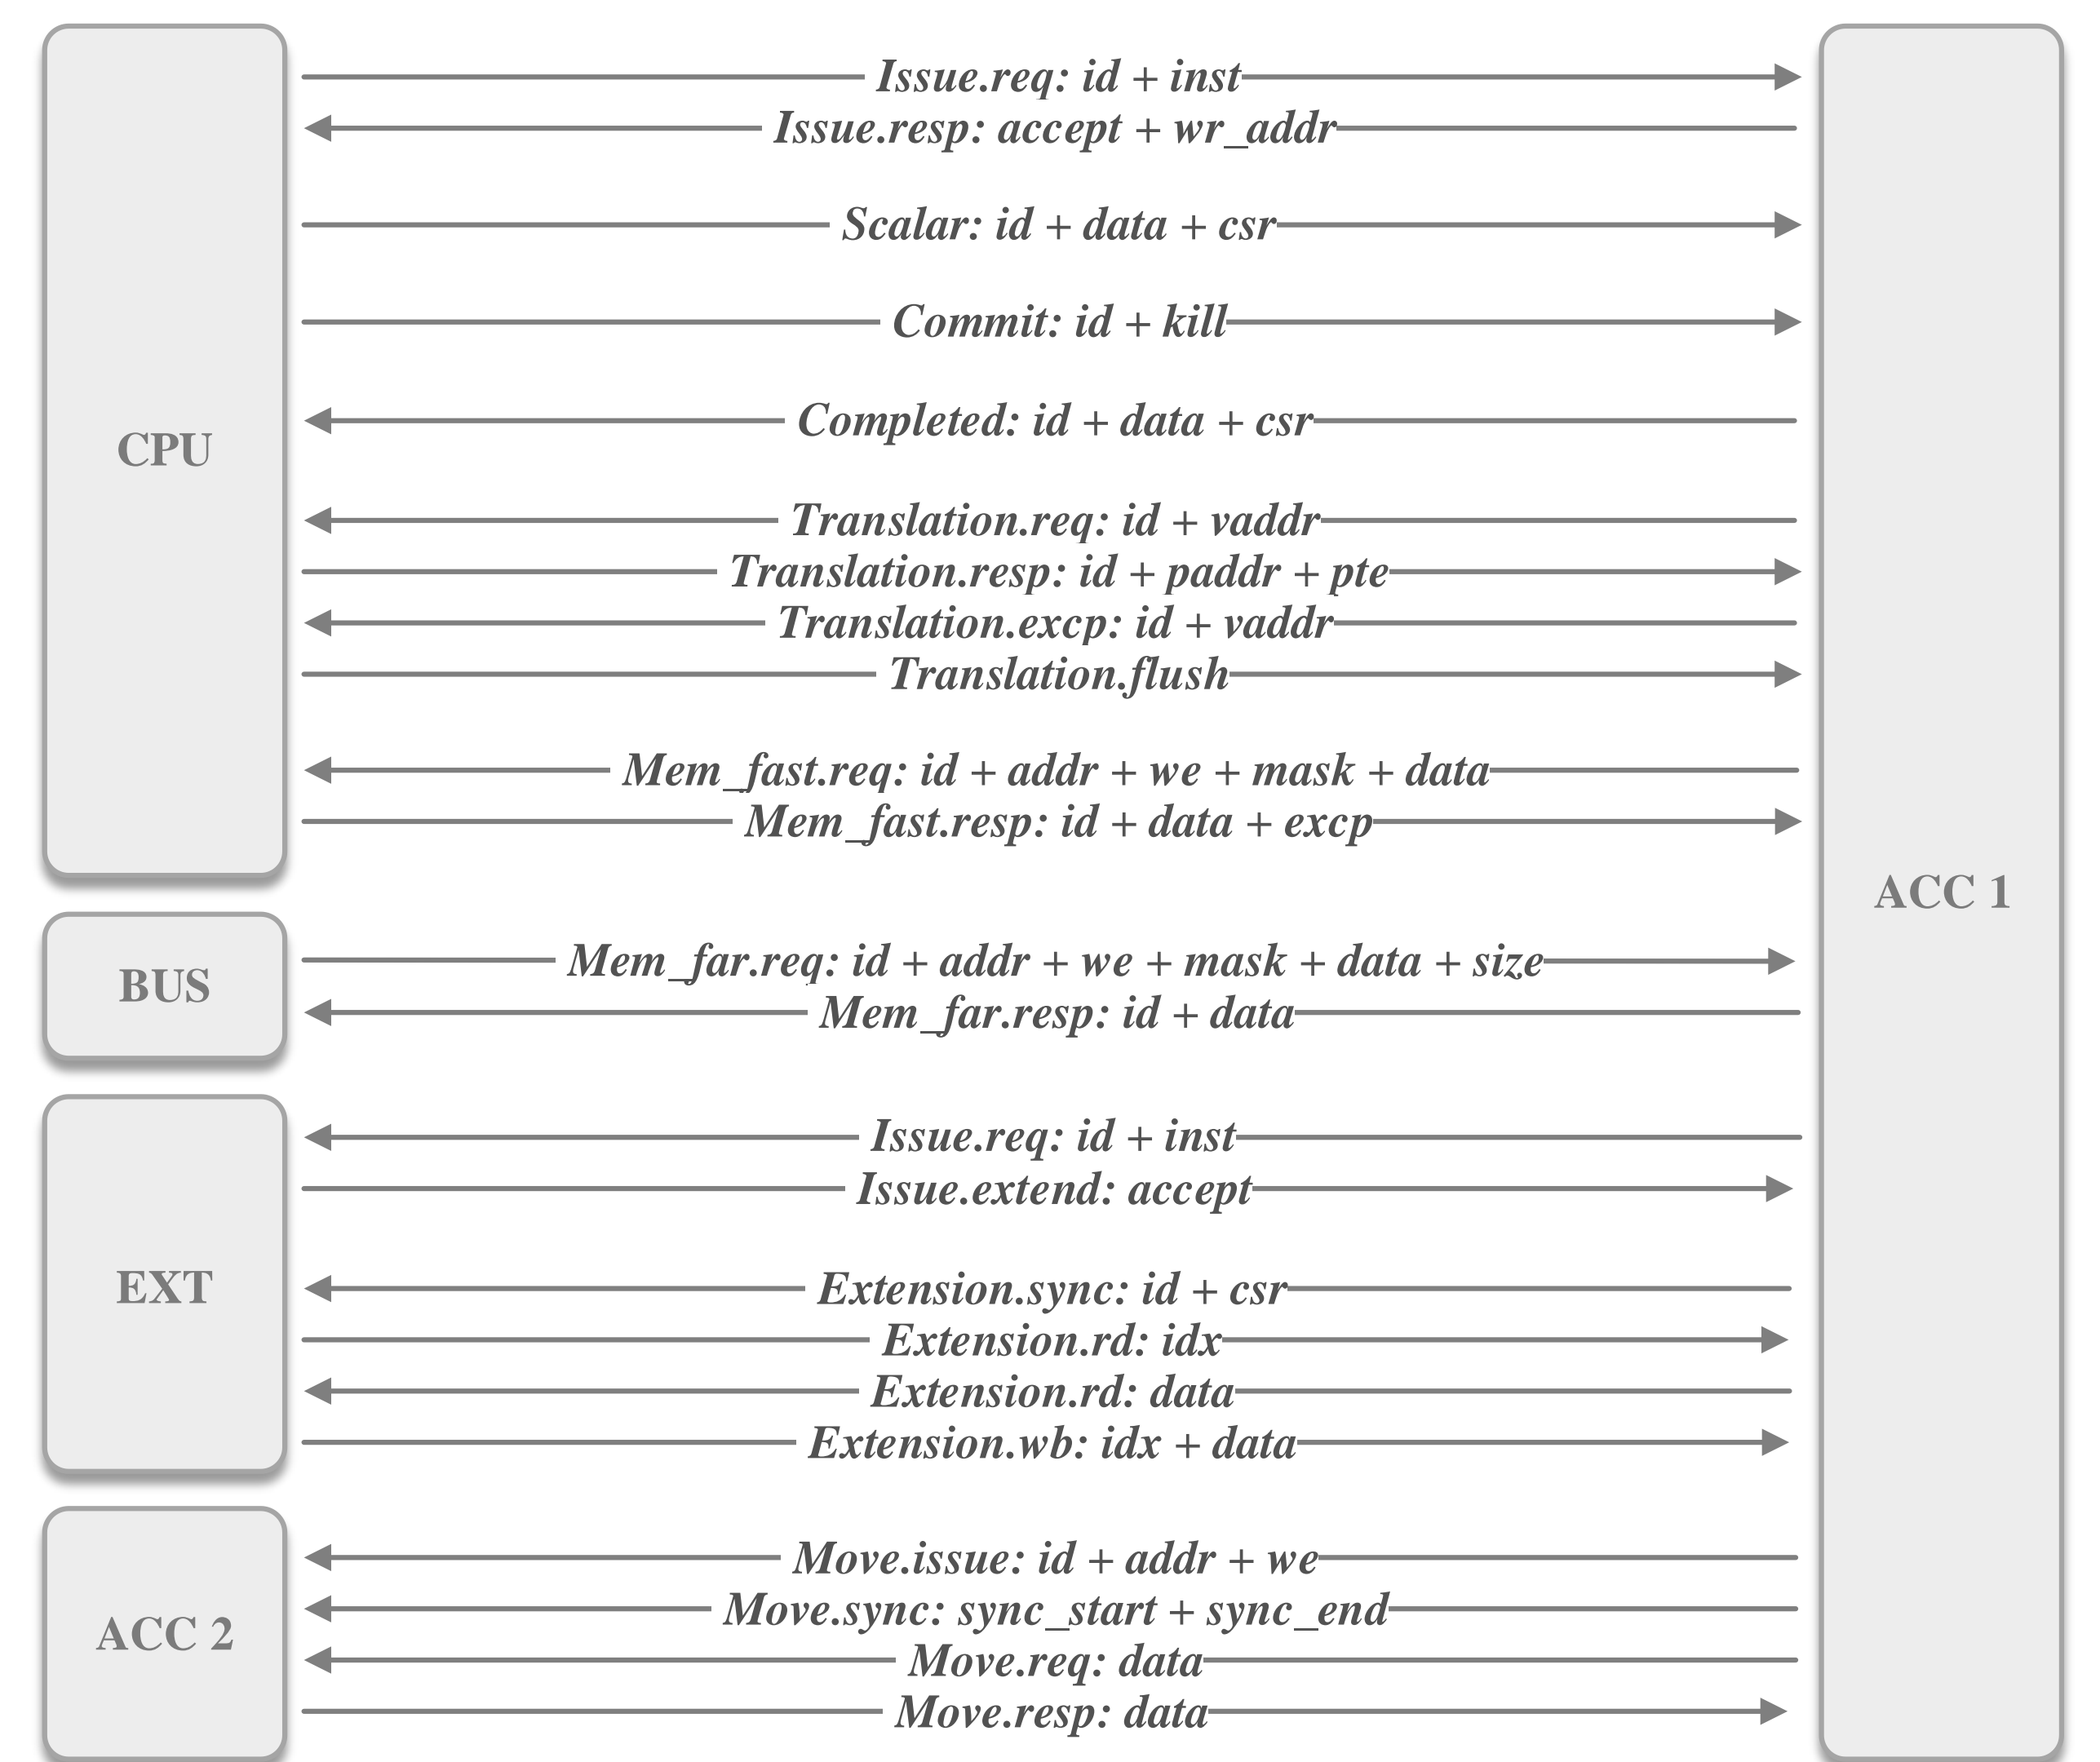 Issue.req: id + inst
Issue.resp: accept + wr_addr
Scalar: id + data + csr
Commit: id + kill
Completed: id + data + csr
CPU
Translation.req: id + vaddr
Translation.resp: id + paddr + pte
Translation.excp: id + vaddr
Translation.flush
Mem_fast.req: id + addr + we + mask + data
Mem_fast.resp: id + data + excp
ACC 1
Mem_far.req: id + addr + we + mask + data + size
BUS
Mem_far.resp: id + data
Issue.req: id + inst
Issue.extend: accept
EXT
Extension.sync: id + csr
Extension.rd: idx
Extension.rd: data
Extension.wb: idx + data
Move.issue: id + addr + we
Move.sync: sync_start + sync_end
ACC 2
Move.req: data
Move.resp: data